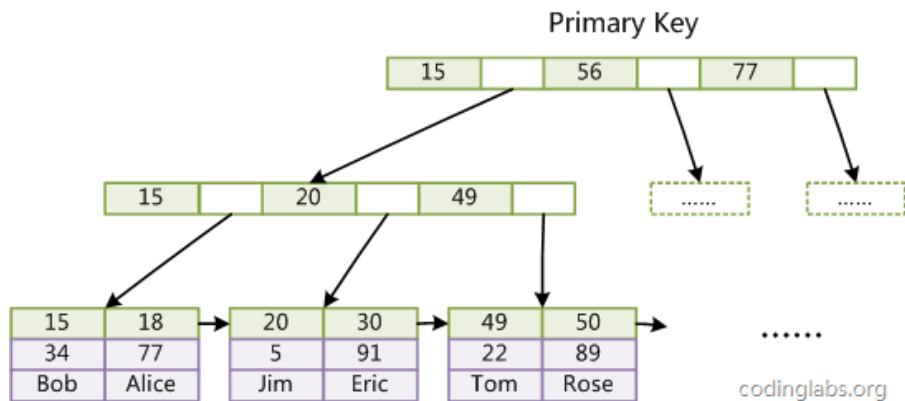 Primary Key
15 56 77
15 20 49
...... ......
15 18 20 30 49 50
34 77 5 91 22 89
Bob Alice Jim Eric Tom Rose
......
codinglabs.org